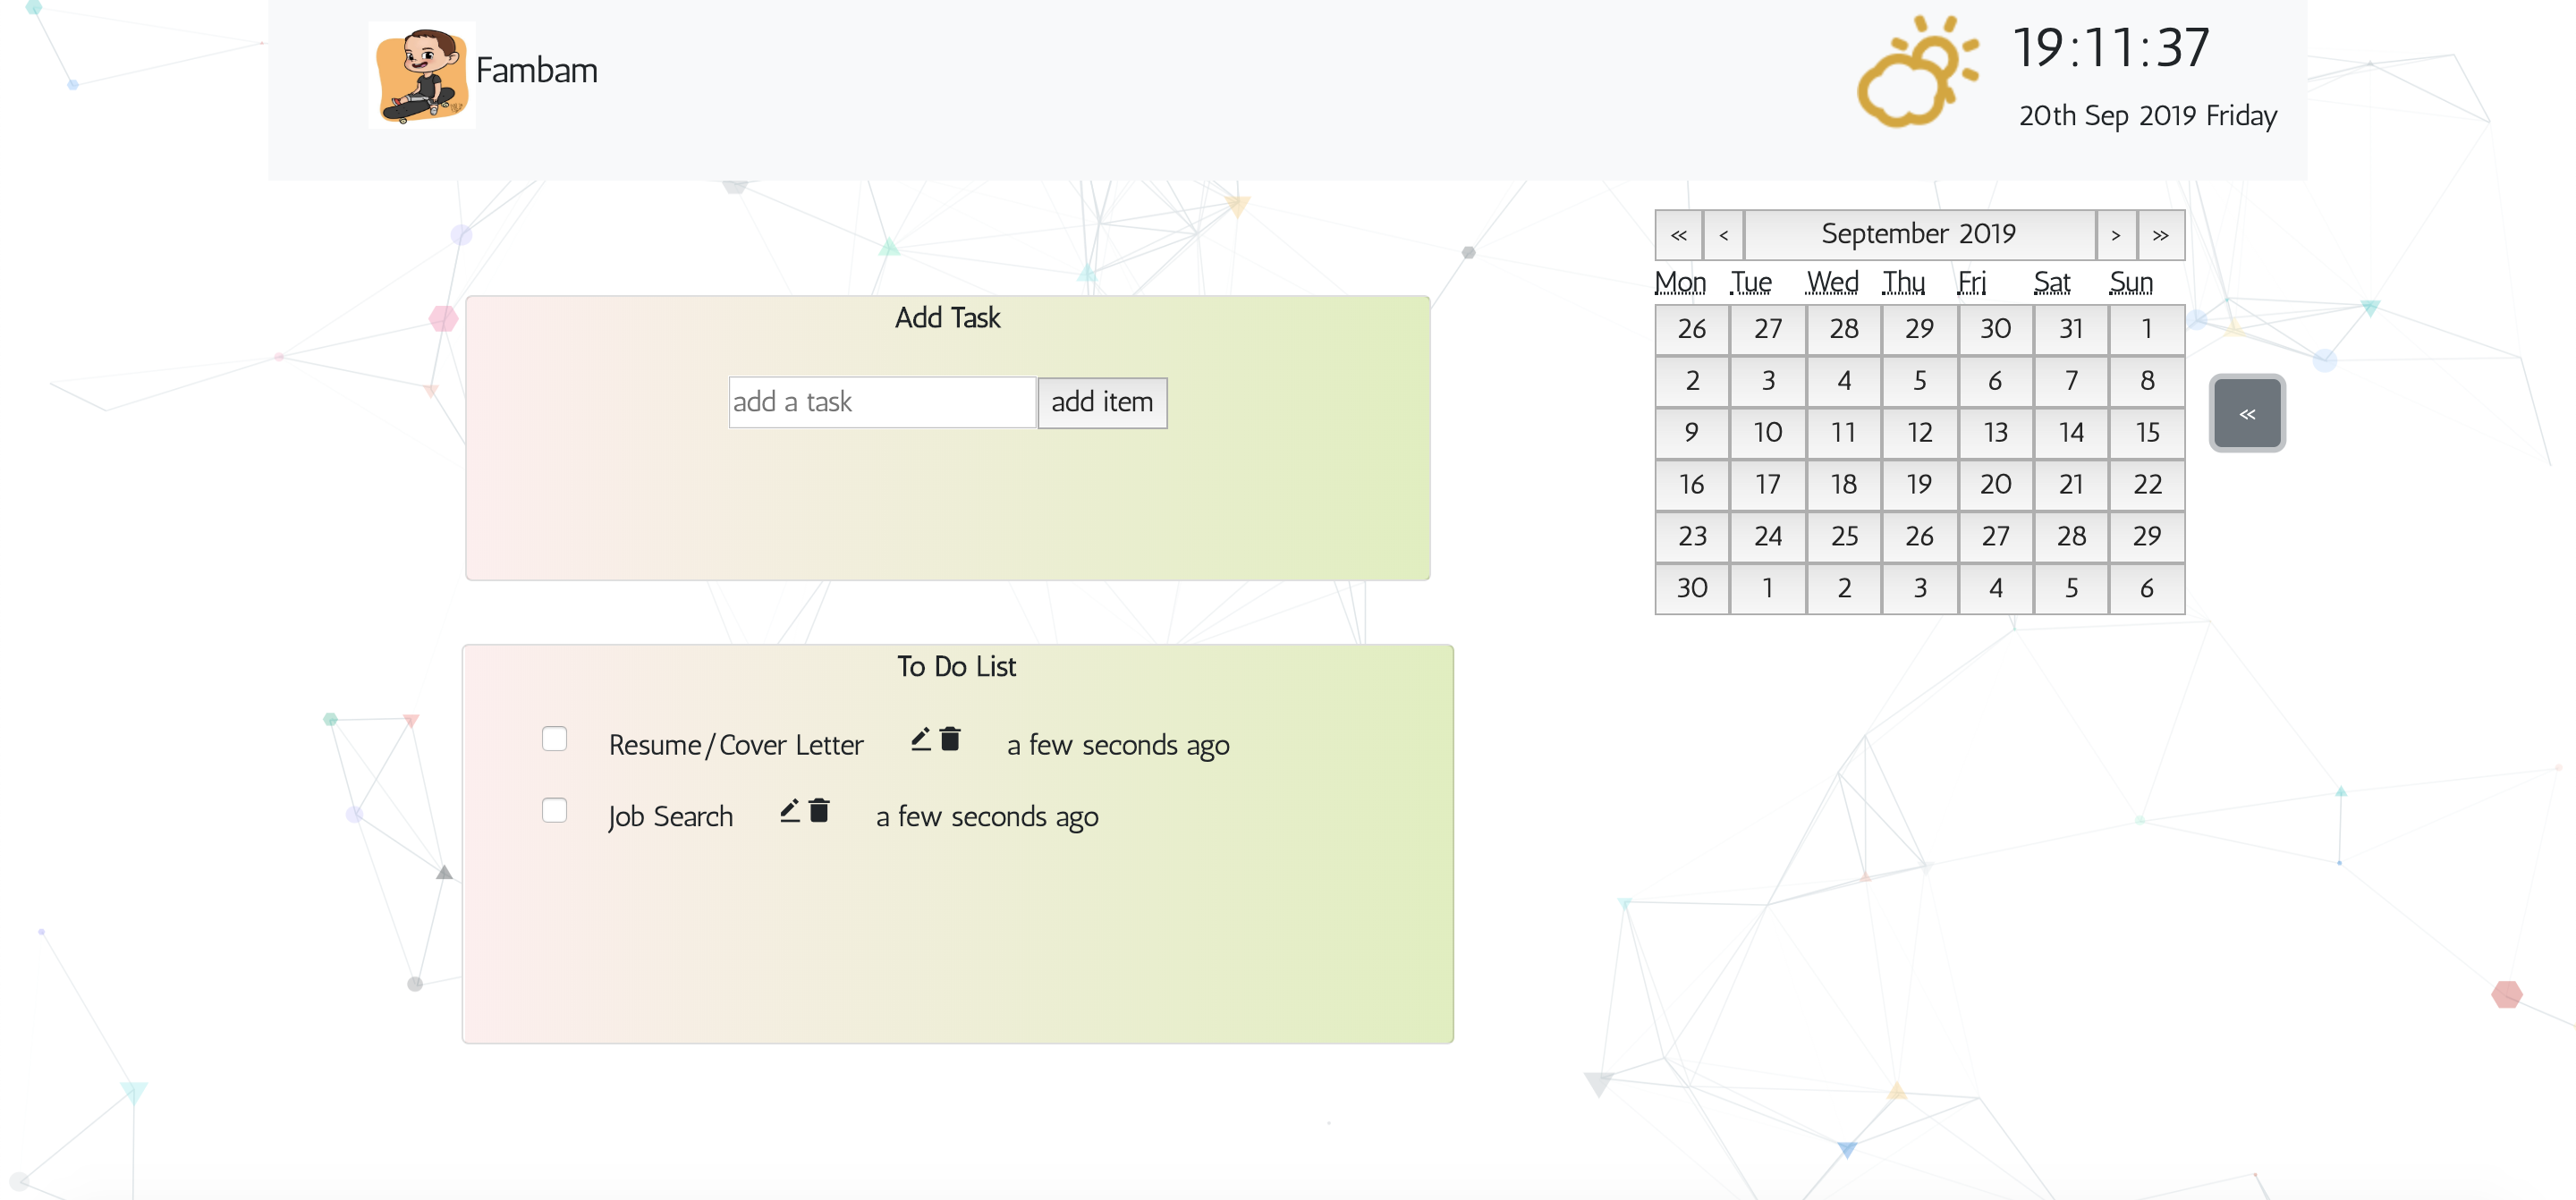 Fambam
19:11:37
20th Sep 2019 Friday
« ‹ September 2019 › »
Mon Tue Wed Thu Fri Sat Sun
26 27 28 29 30 31 1
2 3 4 5 6 7 8
9 10 11 12 13 14 15
16 17 18 19 20 21 22
23 24 25 26 27 28 29
30 1 2 3 4 5 6
«
Add Task
add a task add item
To Do List
Resume/Cover Letter a few seconds ago
Job Search a few seconds ago